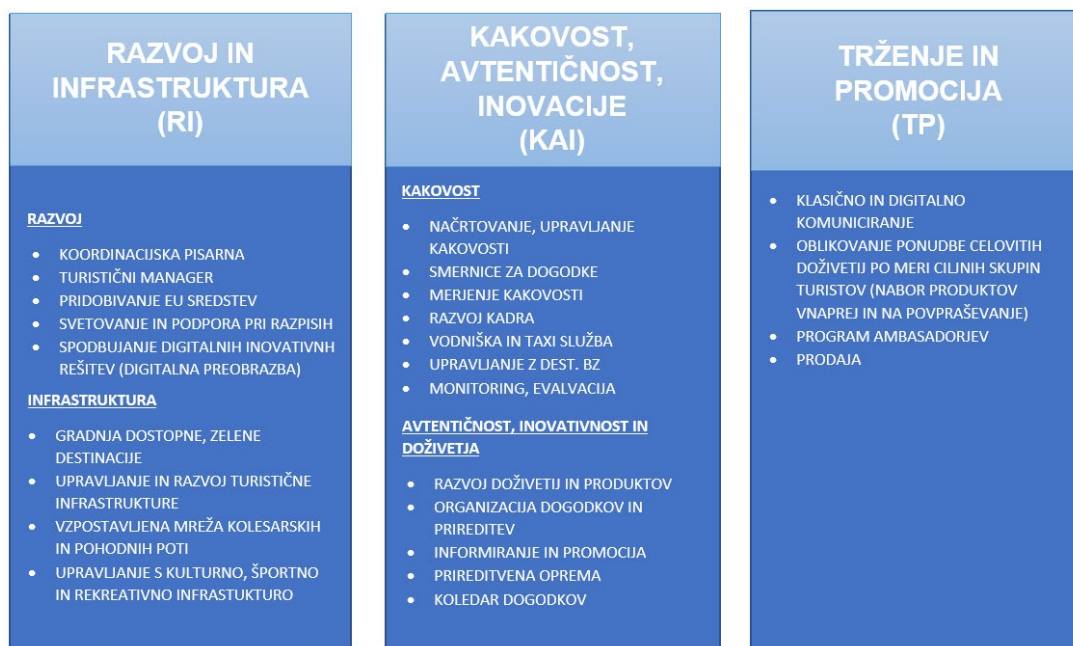 RAZVOJ IN
INFRASTRUKTURA
(RI)
RAZVOJ
• KOORDINACIJSKA PISARNA
• TURISTIČNI MANAGER
• PRIDOBIVANJE EU SREDSTEV
• SVETOVANJE IN PODPORA PRI RAZPISIH
• SPODBUJANJE DIGITALNIH INOVATIVNH
REŠITEV (DIGITALNA PREOBRAZBA)
INFRASTRUKTURA
• GRADNJA DOSTOPNE, ZELENE
DESTINACIJE
• UPRAVLJANJE IN RAZVOJ TURISTIČNE
INFRASTRUKTURE
• VZPOSTAVLJENA MREŽA KOLESARSKIH
IN POHODNIH POTI
• UPRAVLJANJE S KULTURNO, ŠPORTNO
IN REKREATIVNO INFRASTUKTURO
KAKOVOST,
AVTENTIČNOST,
INOVACIJE
(KAI)
KAKOVOST
• NAČRTOVANJE, UPRAVLJANJE
KAKOVOSTI
• SMERNICE ZA DOGODKE
• MERJENJE KAKOVOSTI
• RAZVOJ KADRA
• VODNIŠKA IN TAXI SLUŽBA
• UPRAVLJANJE Z DEST. BZ
• MONITORING, EVALVACIJA
AVTENTIČNOST, INOVATIVNOST IN
DOŽIVETJA
• RAZVOJ DOŽIVETIJ IN PRODUKTOV
• ORGANIZACIJA DOGODKOV IN
PRIREDITEV
• INFORMIRANJE IN PROMOCIJA
• PRIREDITVENA OPREMA
• KOLEDAR DOGODKOV
TRŽENJE IN
PROMOCIJA
(TP)
• KLASIČNO IN DIGITALNO
KOMUNICIRANJE
• OBLIKOVANJE PONUDBE CELOVITIH
DOŽIVETIJ PO MERI CILJNIH SKUPIN
TURISTOV (NABOR PRODUKTOV
VNAPREJ IN NA POVPRAŠEVANJE)
• PROGRAM AMBASADORJEV
• PRODAJA